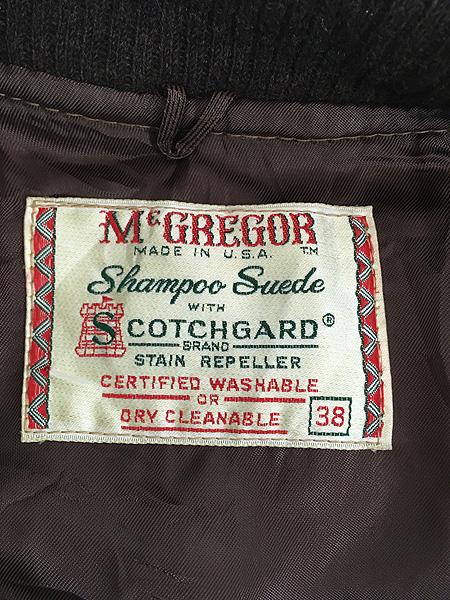 McGREGOR
MADE IN U.S.A. TM
Shampoo Suede
WITH
SCOTCHGARD®
BRAND
STAIN REPELLER
CERTIFIED WASHABLE
OR
DRY CLEANABLE 38